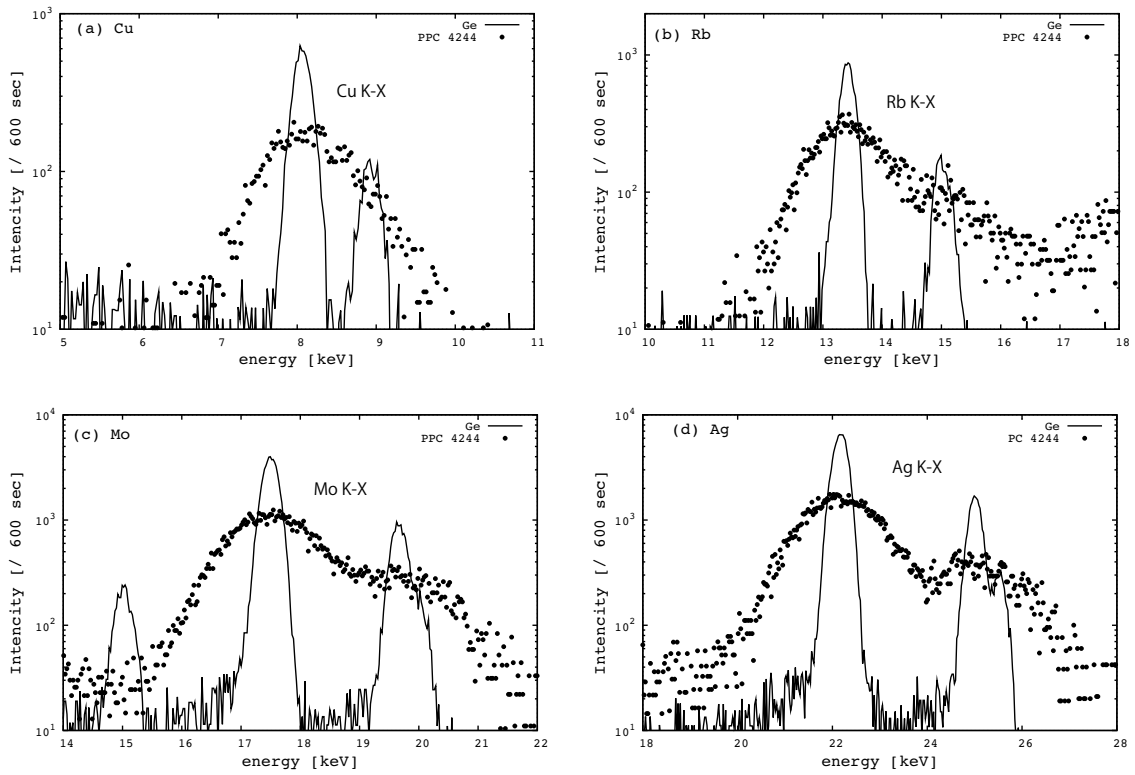 (a) Cu
Ge
PPC 4244
Cu K-X
Intencity [/ 600 sec]
10^3
10^2
10^1
5 6 7 8 9 10 11
energy [keV]
(b) Rb
Ge
PPC 4244
Rb K-X
Intencity [/ 600 sec]
10^3
10^2
10^1
10 11 12 13 14 15 16 17 18
energy [keV]
(c) Mo
Ge
PPC 4244
Mo K-X
Intencity [/ 600 sec]
10^4
10^3
10^2
10^1
14 15 16 17 18 19 20 21 22
energy [keV]
(d) Ag
Ge
PC 4244
Ag K-X
Intencity [/ 600 sec]
10^4
10^3
10^2
10^1
18 20 22 24 26 28
energy [keV]